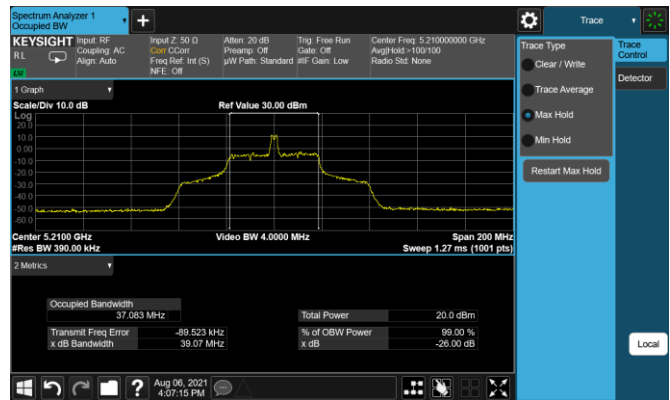 Spectrum Analyzer 1
Occupied BW
Trace
KEYSIGHT
RL
LXI
Input: RF
Coupling: AC
Align: Auto
Input Z: 50 Ω
Corr CCorr
Freq Ref: Int (S)
NFE: Off
Atten: 20 dB
Preamp: Off
µW Path: Standard
Trig: Free Run
Gate: Off
#IF Gain: Low
Center Freq: 5.210000000 GHz
Avg|Hold:>100/100
Radio Std: None
1 Graph
Scale/Div 10.0 dB
Ref Value 30.00 dBm
Log
20.0
10.0
0.00
-10.0
-20.0
-30.0
-40.0
-50.0
-60.0
Center 5.2100 GHz
#Res BW 390.00 kHz
Video BW 4.0000 MHz
Span 200 MHz
Sweep 1.27 ms (1001 pts)
2 Metrics
Occupied Bandwidth
37.083 MHz
Transmit Freq Error -89.523 kHz
x dB Bandwidth 39.07 MHz
Total Power 20.0 dBm
% of OBW Power 99.00 %
x dB -26.00 dB
?
Aug 06, 2021
4:07:15 PM
Trace Type
Clear / Write
Trace Average
Max Hold
Min Hold
Restart Max Hold
Trace
Control
Detector
Local